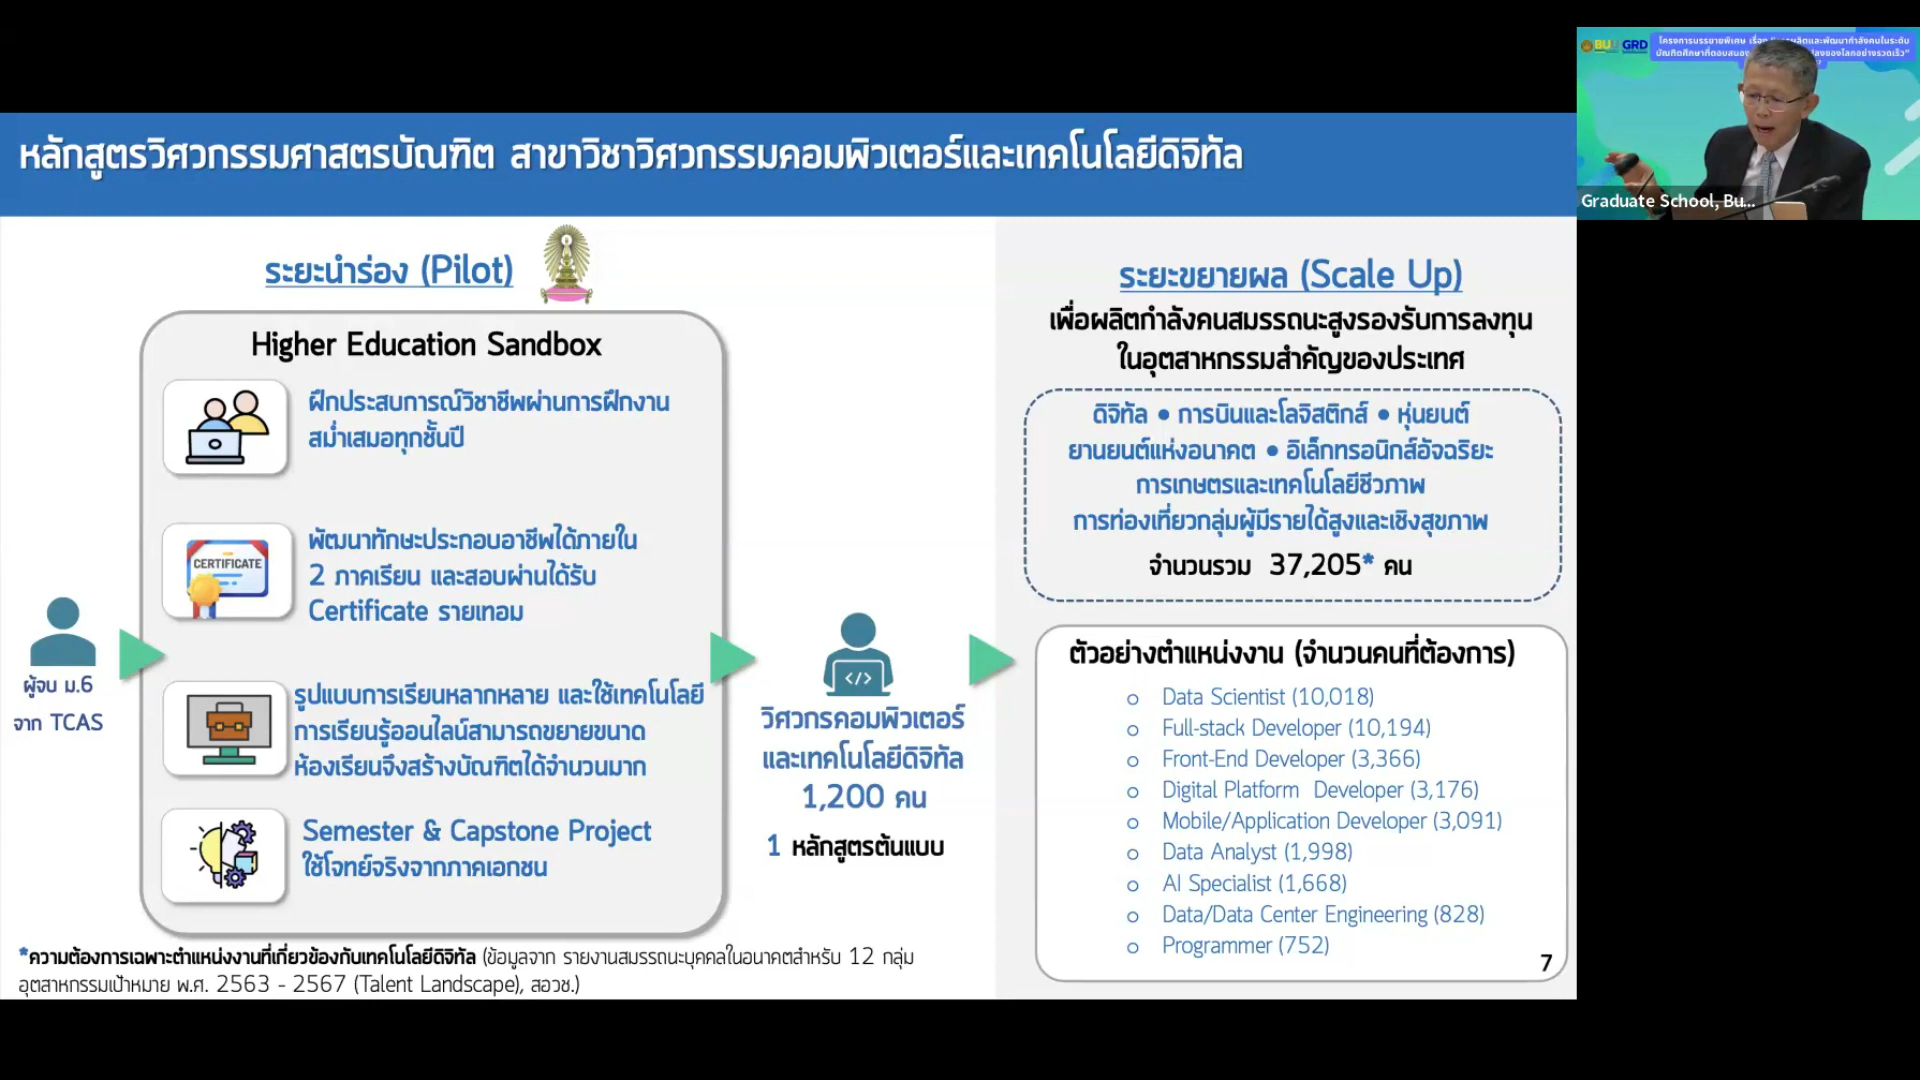 หลักสูตรวิศวกรรมศาสตรบัณฑิต สาขาวิชาวิศวกรรมคอมพิวเตอร์และเทคโนโลยีดิจิทัล
ระยะนำร่อง (Pilot)
Higher Education Sandbox
ฝึกประสบการณ์วิชาชีพผ่านการฝึกงาน
สม่ำเสมอทุกชั้นปี
CERTIFICATE
พัฒนาทักษะประกอบอาชีพได้ภายใน
2 ภาคเรียน และสอบผ่านได้รับ
Certificate รายเทอม
รูปแบบการเรียนหลากหลาย และใช้เทคโนโลยี
การเรียนรู้ออนไลน์สามารถขยายขนาด
ห้องเรียนจึงสร้างบัณฑิตได้จำนวนมาก
Semester & Capstone Project
ใช้โจทย์จริงจากภาคเอกชน
ผู้จบ ม.6
จาก TCAS
</>
วิศวกรคอมพิวเตอร์
และเทคโนโลยีดิจิทัล
1,200 คน
1 หลักสูตรต้นแบบ
ระยะขยายผล (Scale Up)
เพื่อผลิตกำลังคนสมรรถนะสูงรองรับการลงทุน
ในอุตสาหกรรมสำคัญของประเทศ
ดิจิทัล • การบินและโลจิสติกส์ • หุ่นยนต์
ยานยนต์แห่งอนาคต • อิเล็กทรอนิกส์อัจฉริยะ
การเกษตรและเทคโนโลยีชีวภาพ
การท่องเที่ยวกลุ่มผู้มีรายได้สูงและเชิงสุขภาพ
จำนวนรวม 37,205* คน
ตัวอย่างตำแหน่งงาน (จำนวนคนที่ต้องการ)
o Data Scientist (10,018)
o Full-stack Developer (10,194)
o Front-End Developer (3,366)
o Digital Platform Developer (3,176)
o Mobile/Application Developer (3,091)
o Data Analyst (1,998)
o AI Specialist (1,668)
o Data/Data Center Engineering (828)
o Programmer (752)
7
*ความต้องการเฉพาะตำแหน่งงานที่เกี่ยวข้องกับเทคโนโลยีดิจิทัล (ข้อมูลจาก รายงานสมรรถนะบุคคลในอนาคตสำหรับ 12 กลุ่ม
อุตสาหกรรมเป้าหมาย พ.ศ. 2563 - 2567 (Talent Landscape), สอวช.)
GRD
โครงการบรรยายพิเศษ
Graduate School, Bu...